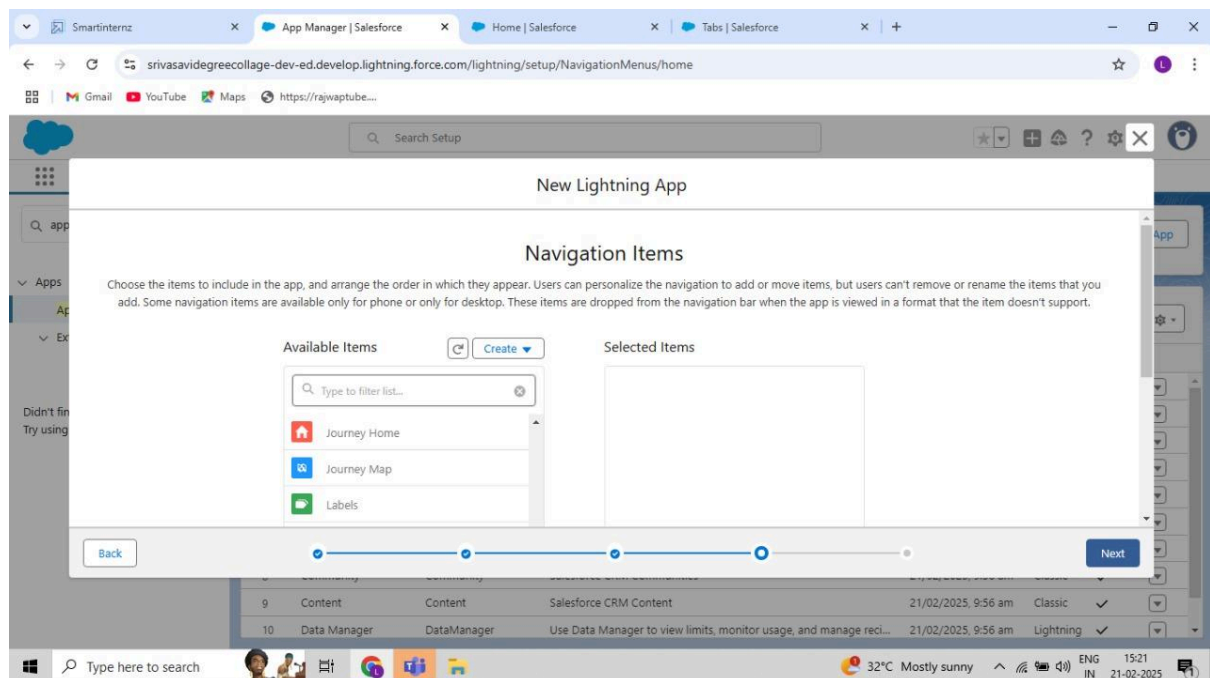 Smartinternz
App Manager | Salesforce
Home | Salesforce
Tabs | Salesforce
srivasavidegreecollage-dev-ed.develop.lightning.force.com/lightning/setup/NavigationMenus/home
L
Gmail
YouTube
Maps
https://rajwaptube....
Search Setup
New Lightning App
app
App
Navigation Items
Apps
Choose the items to include in the app, and arrange the order in which they appear. Users can personalize the navigation to add or move items, but users can't remove or rename the items that you
add. Some navigation items are available only for phone or only for desktop. These items are dropped from the navigation bar when the app is viewed in a format that the item doesn't support.
Ap
Ex
Available Items
Create
Selected Items
Type to filter list...
Didn't fin
Try using
Journey Home
Journey Map
Labels
Back
Next
9 Content Content Salesforce CRM Content 21/02/2025, 9:56 am Classic
10 Data Manager DataManager Use Data Manager to view limits, monitor usage, and manage reci... 21/02/2025, 9:56 am Lightning
Type here to search
32°C Mostly sunny
ENG
IN
15:21
21-02-2025